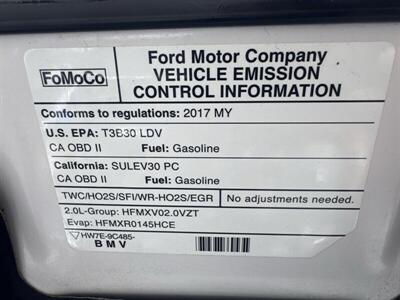 FoMoCo
Ford Motor Company
VEHICLE EMISSION
CONTROL INFORMATION
Conforms to regulations: 2017 MY
U.S. EPA: T3B30 LDV
CA OBD II Fuel: Gasoline
California: SULEV30 PC
CA OBD II Fuel: Gasoline
TWC/HO2S/SFI/WR-HO2S/EGR No adjustments needed.
2.0L-Group: HFMXV02.0VZT
Evap: HFMXR0145HCE
HW7E-9C485-
BMV